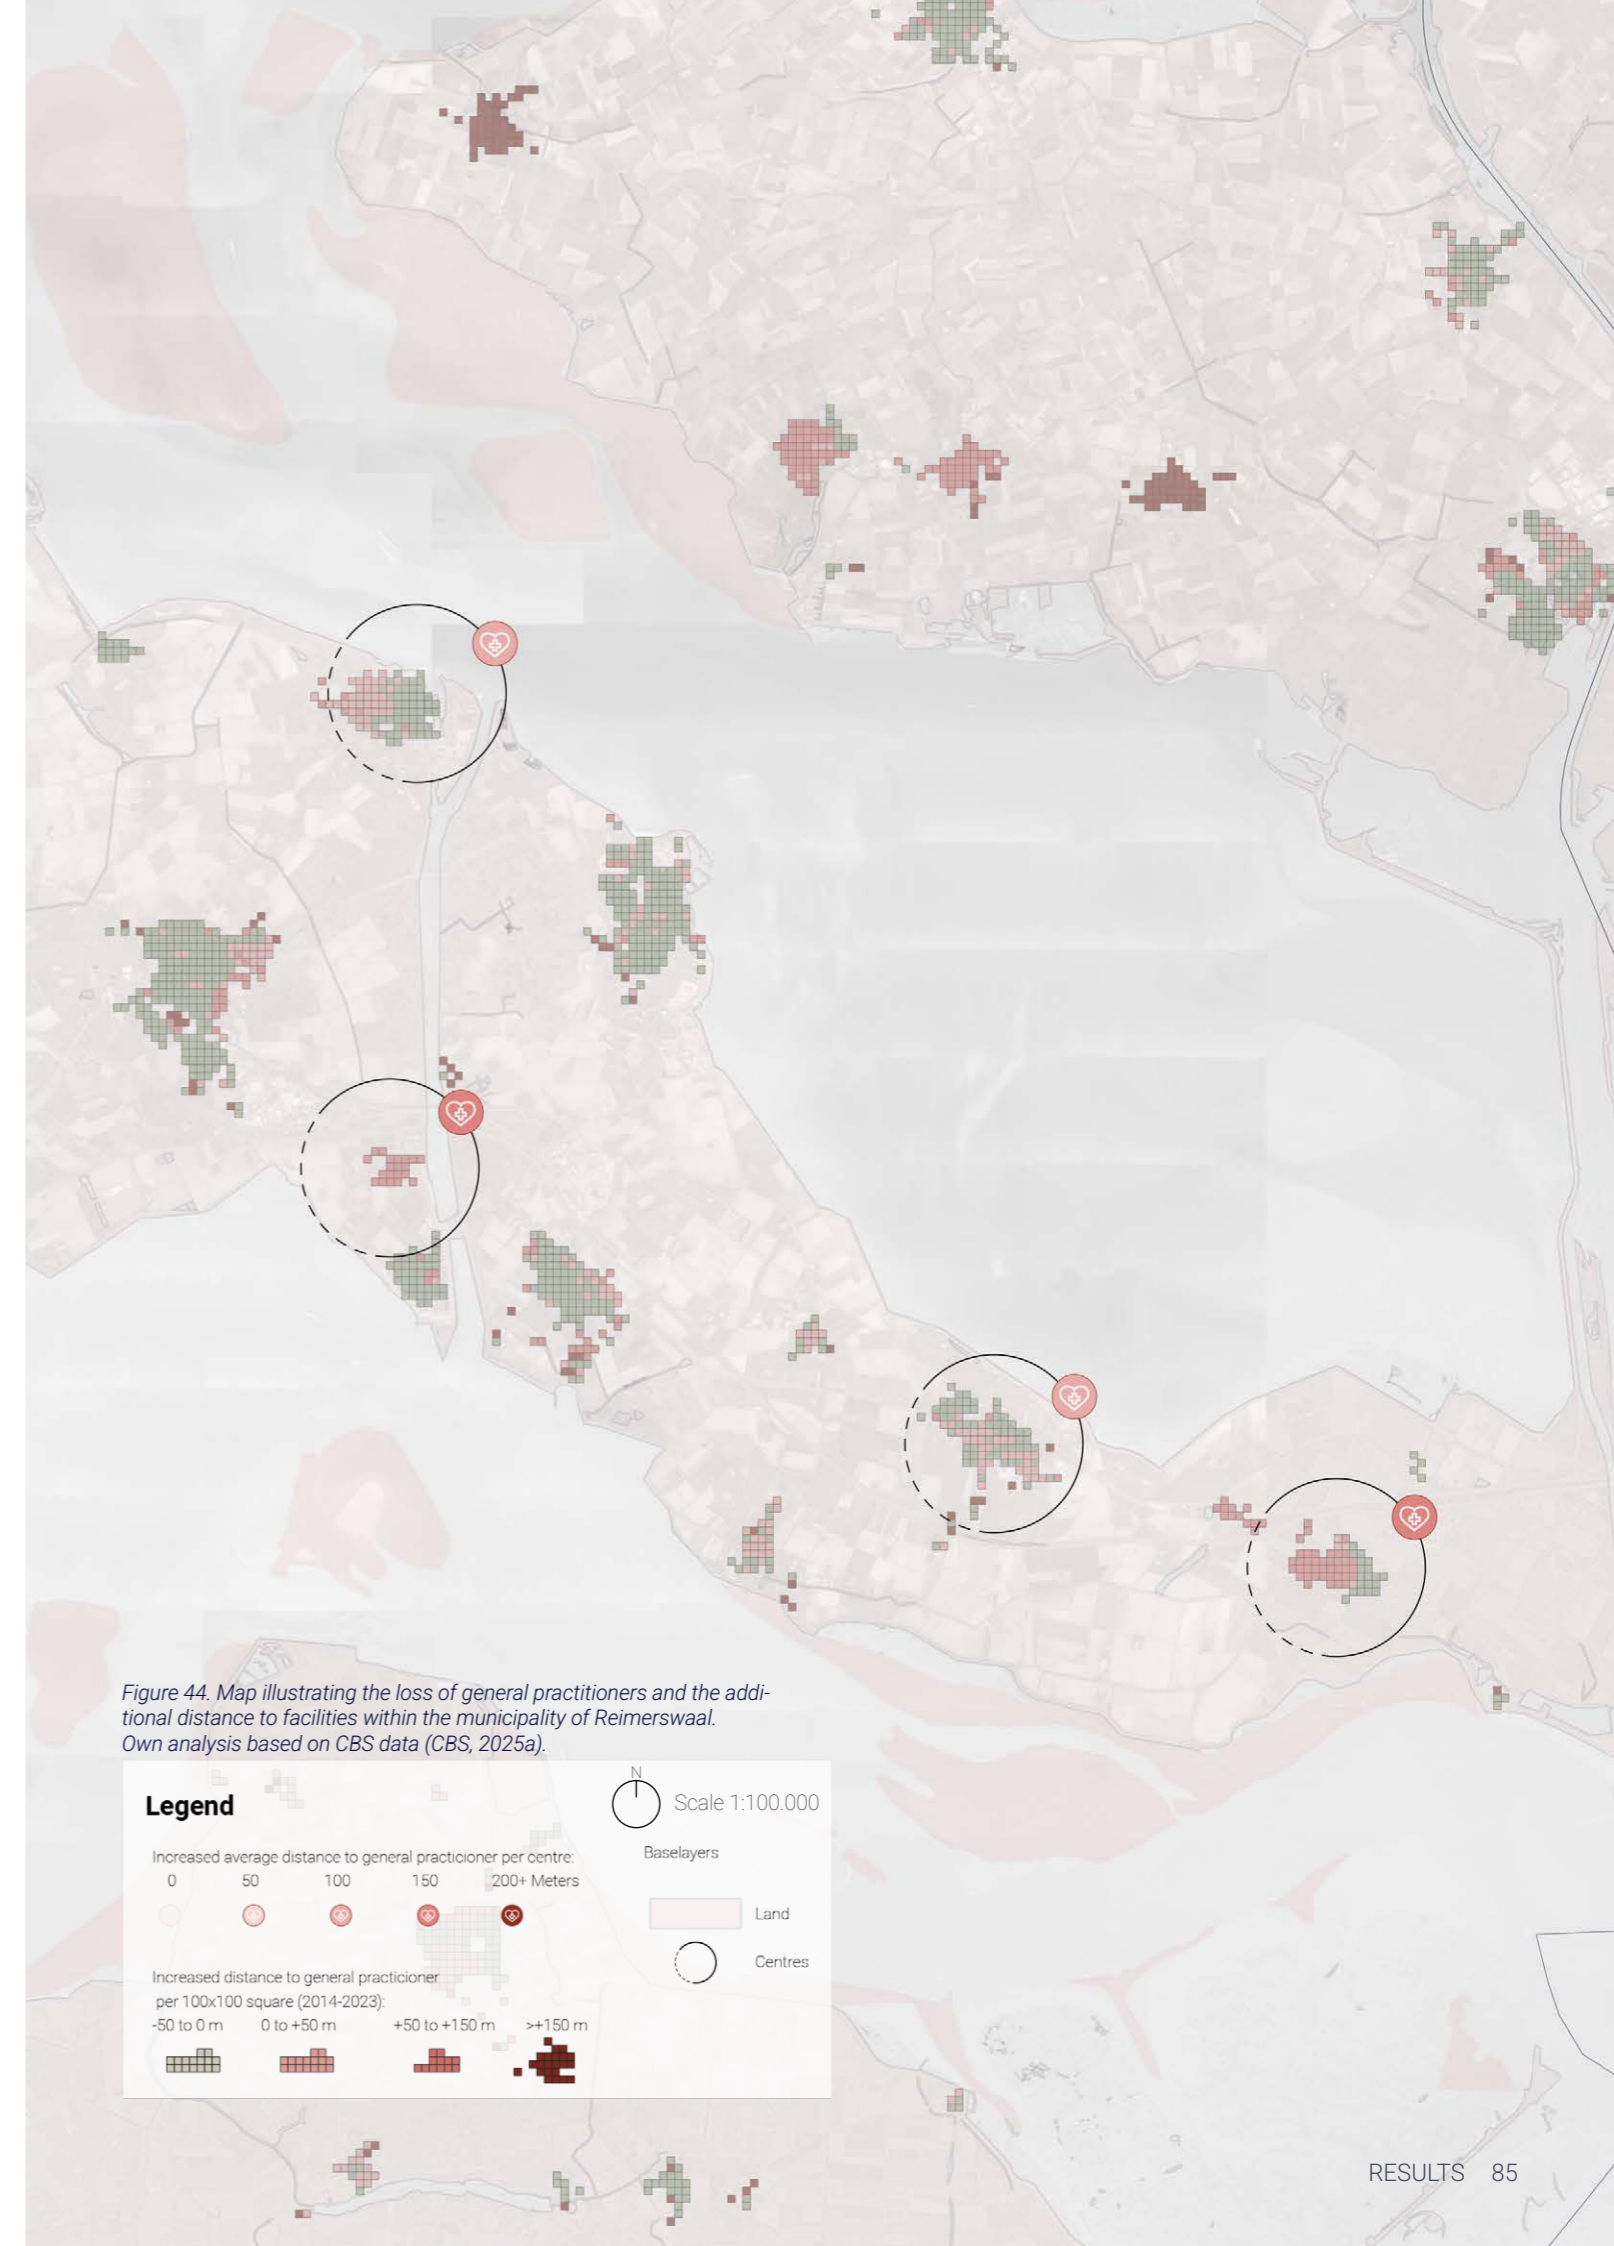 Figure 44. Map illustrating the loss of general practitioners and the addi-
tional distance to facilities within the municipality of Reimerswaal.
Own analysis based on CBS data (CBS, 2025a).
Legend
N
Scale 1:100.000
Increased average distance to general practicioner per centre:
0 50 100 150 200+ Meters
Baselayers
Land
Centres
Increased distance to general practicioner
per 100x100 square (2014-2023):
-50 to 0 m 0 to +50 m +50 to +150 m >+150 m
RESULTS 85